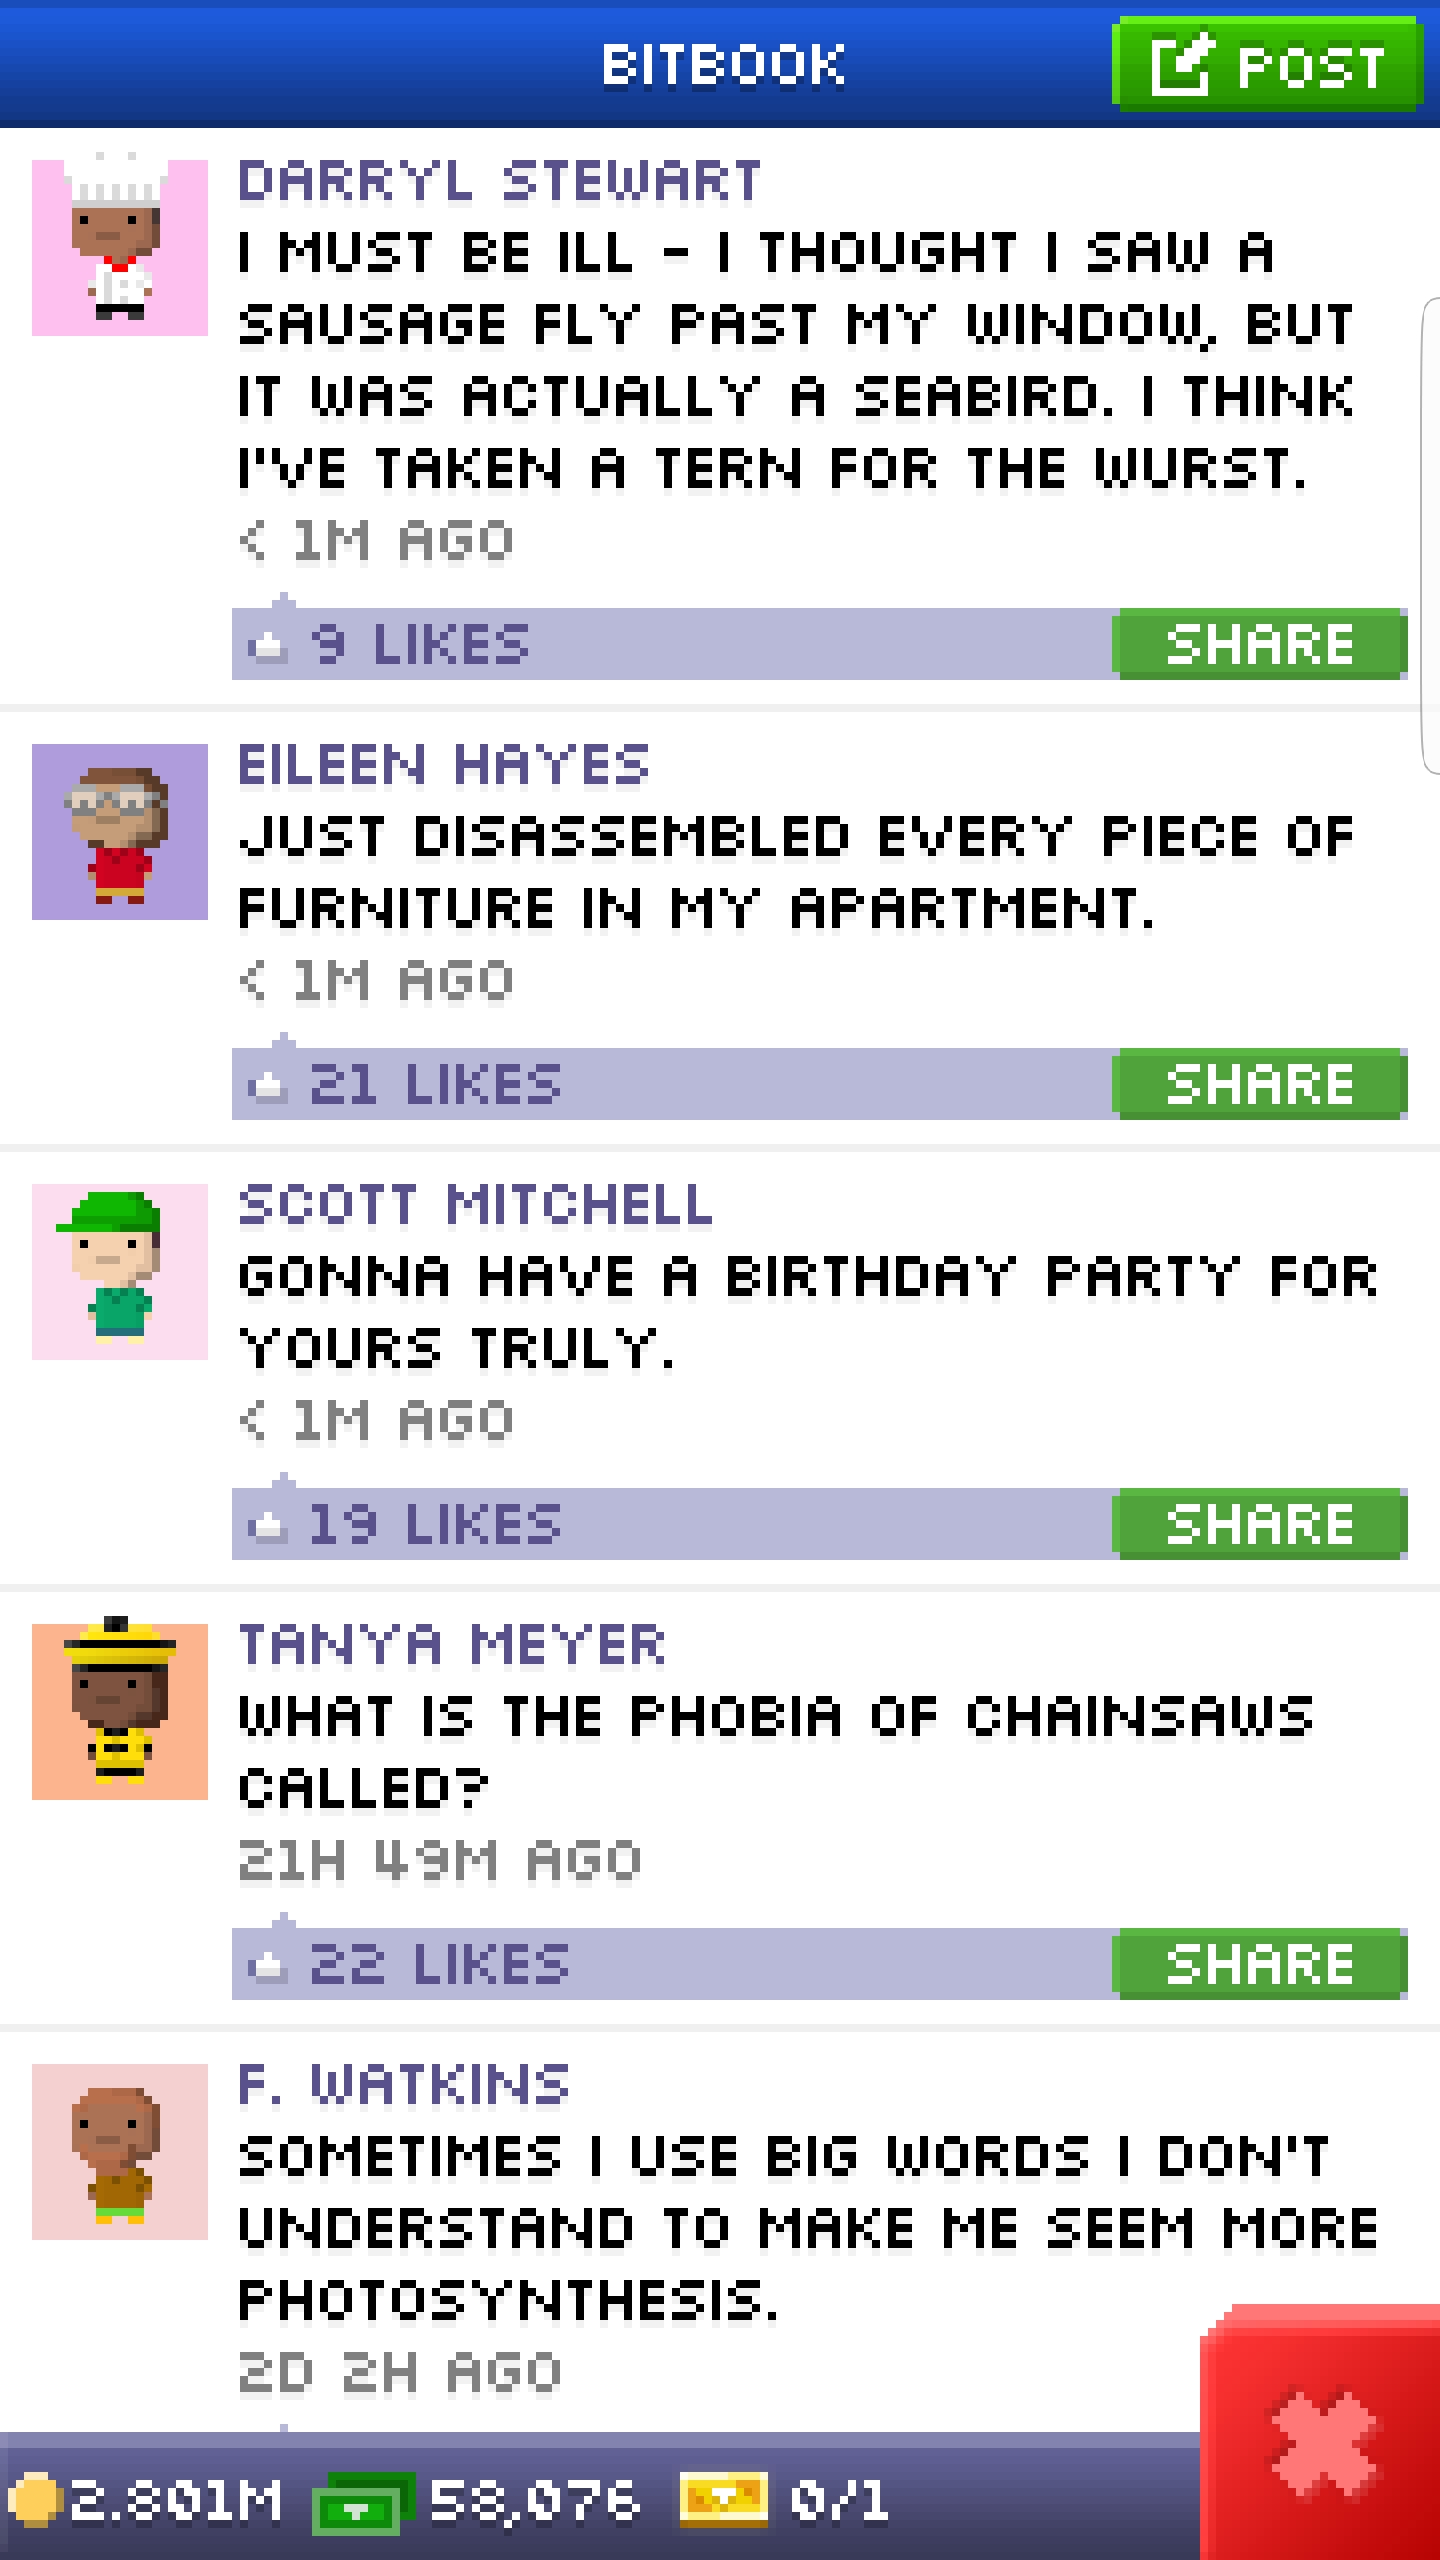 BITBOOK
POST
DARRYL STEWART
I MUST BE ILL - I THOUGHT I SAW A
SAUSAGE FLY PAST MY WINDOW, BUT
IT WAS ACTUALLY A SEABIRD. I THINK
I'VE TAKEN A TERN FOR THE WURST.
< 1M AGO
9 LIKES
SHARE
EILEEN HAYES
JUST DISASSEMBLED EVERY PIECE OF
FURNITURE IN MY APARTMENT.
< 1M AGO
21 LIKES
SHARE
SCOTT MITCHELL
GONNA HAVE A BIRTHDAY PARTY FOR
YOURS TRULY.
< 1M AGO
19 LIKES
SHARE
TANYA MEYER
WHAT IS THE PHOBIA OF CHAINSAWS
CALLED?
21H 49M AGO
22 LIKES
SHARE
F. WATKINS
SOMETIMES I USE BIG WORDS I DON'T
UNDERSTAND TO MAKE ME SEEM MORE
PHOTOSYNTHESIS.
2D 2H AGO
2.801M
58,076
0/1